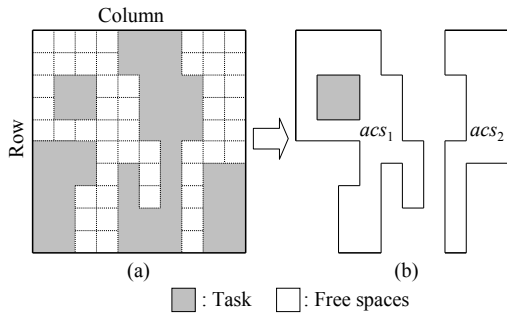 Column
Row
acs1
acs2
(a)
(b)
: Task
: Free spaces